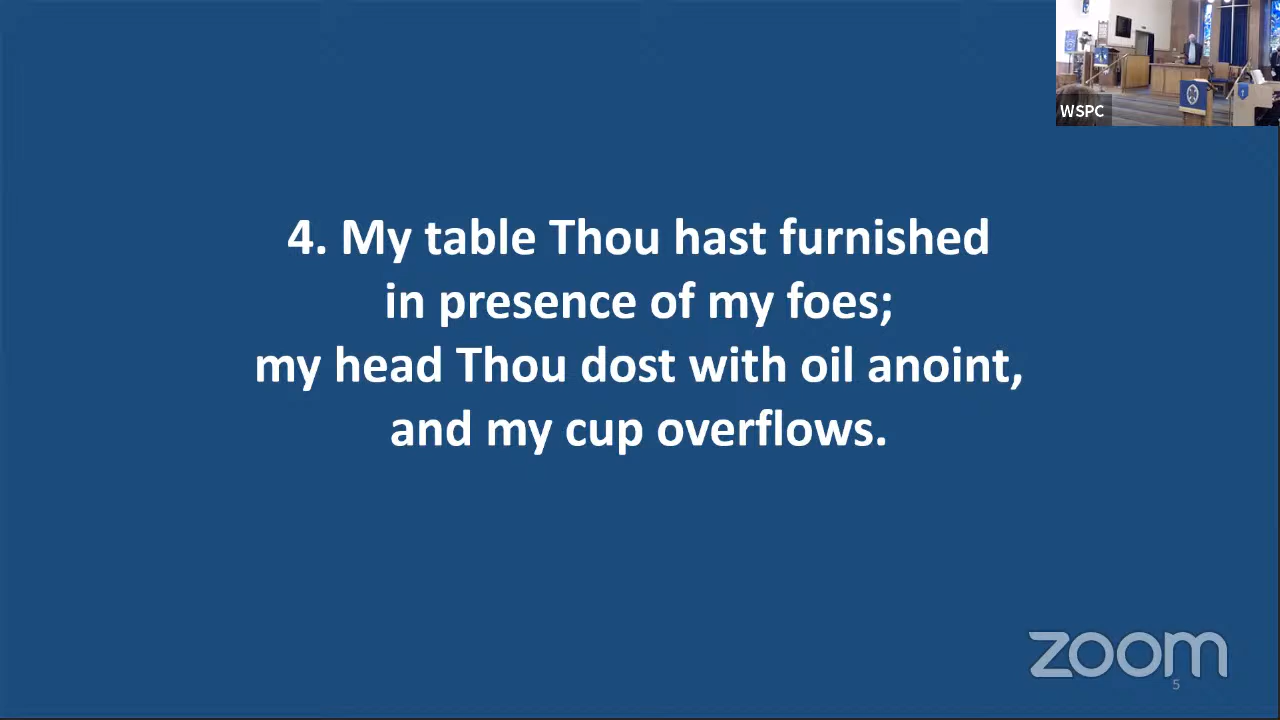 WSPC
4. My table Thou hast furnished
in presence of my foes;
my head Thou dost with oil anoint,
and my cup overflows.
zoom
5